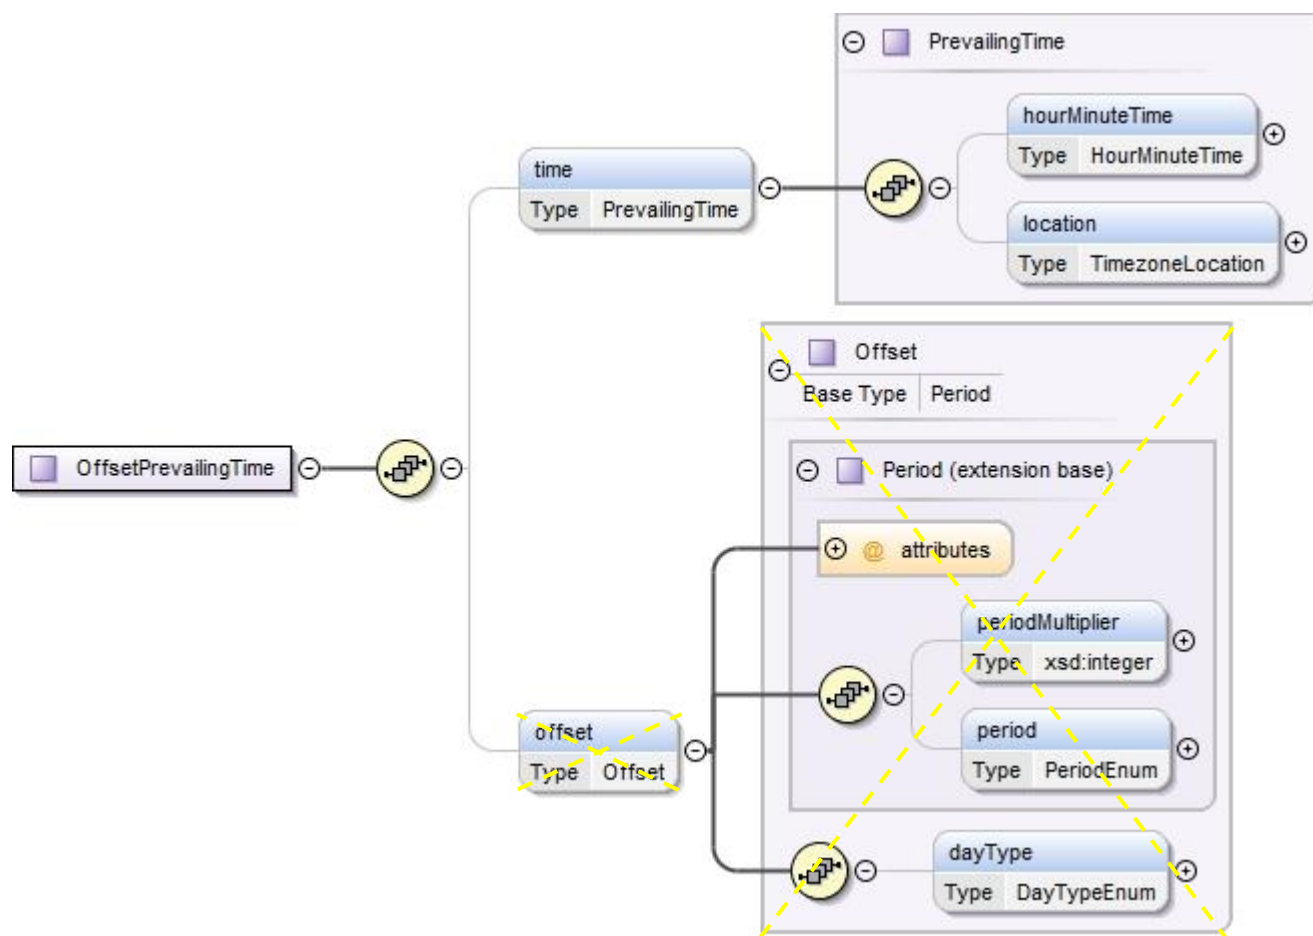 PrevailingTime
hourMinuteTime
Type HourMinuteTime
time
Type PrevailingTime
location
Type TimezoneLocation
Offset
Base Type Period
OffsetPrevailingTime
Period (extension base)
@ attributes
periodMultiplier
Type xsd:integer
offset
Type Offset
period
Type PeriodEnum
dayType
Type DayTypeEnum